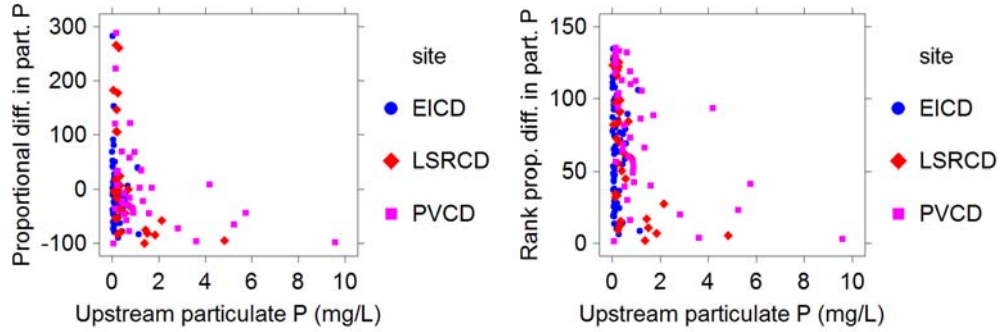 Proportional diff. in part. P
300
200
100
0
-100
0 2 4 6 8 10
Upstream particulate P (mg/L)
site
EICD
LSRCD
PVCD
Rank prop. diff. in part. P
150
100
50
0
0 2 4 6 8 10
Upstream particulate P (mg/L)
site
EICD
LSRCD
PVCD